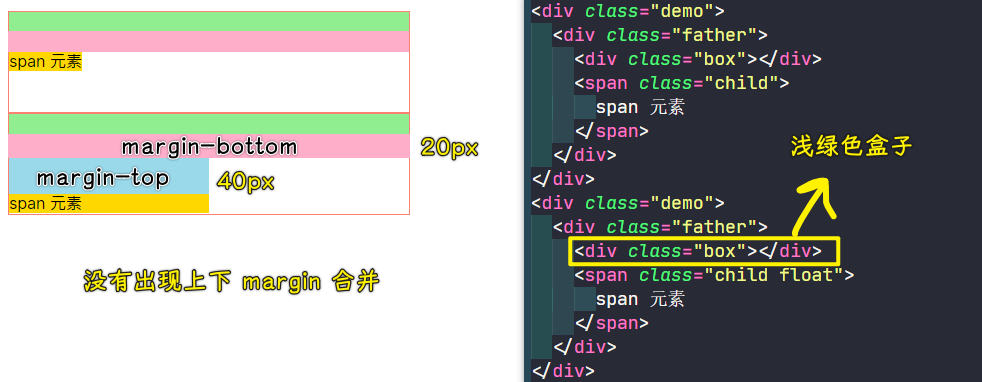 span 元素
margin-bottom
20px
margin-top
40px
span 元素
没有出现上下 margin 合并
<div class="demo">
<div class="father">
<div class="box"></div>
<span class="child">
span 元素
</span>
</div>
</div>
<div class="demo">
<div class="father">
<div class="box"></div>
<span class="child float">
span 元素
</span>
</div>
</div>
浅绿色盒子